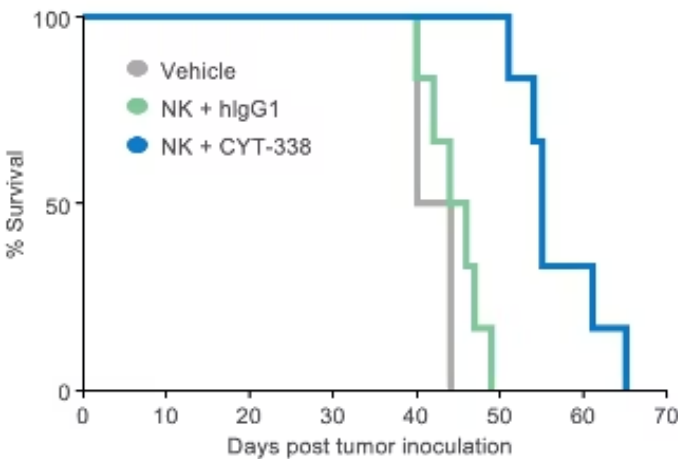 100
Vehicle
NK + hIgG1
NK + CYT-338
% Survival
50
0
0 10 20 30 40 50 60 70
Days post tumor inoculation